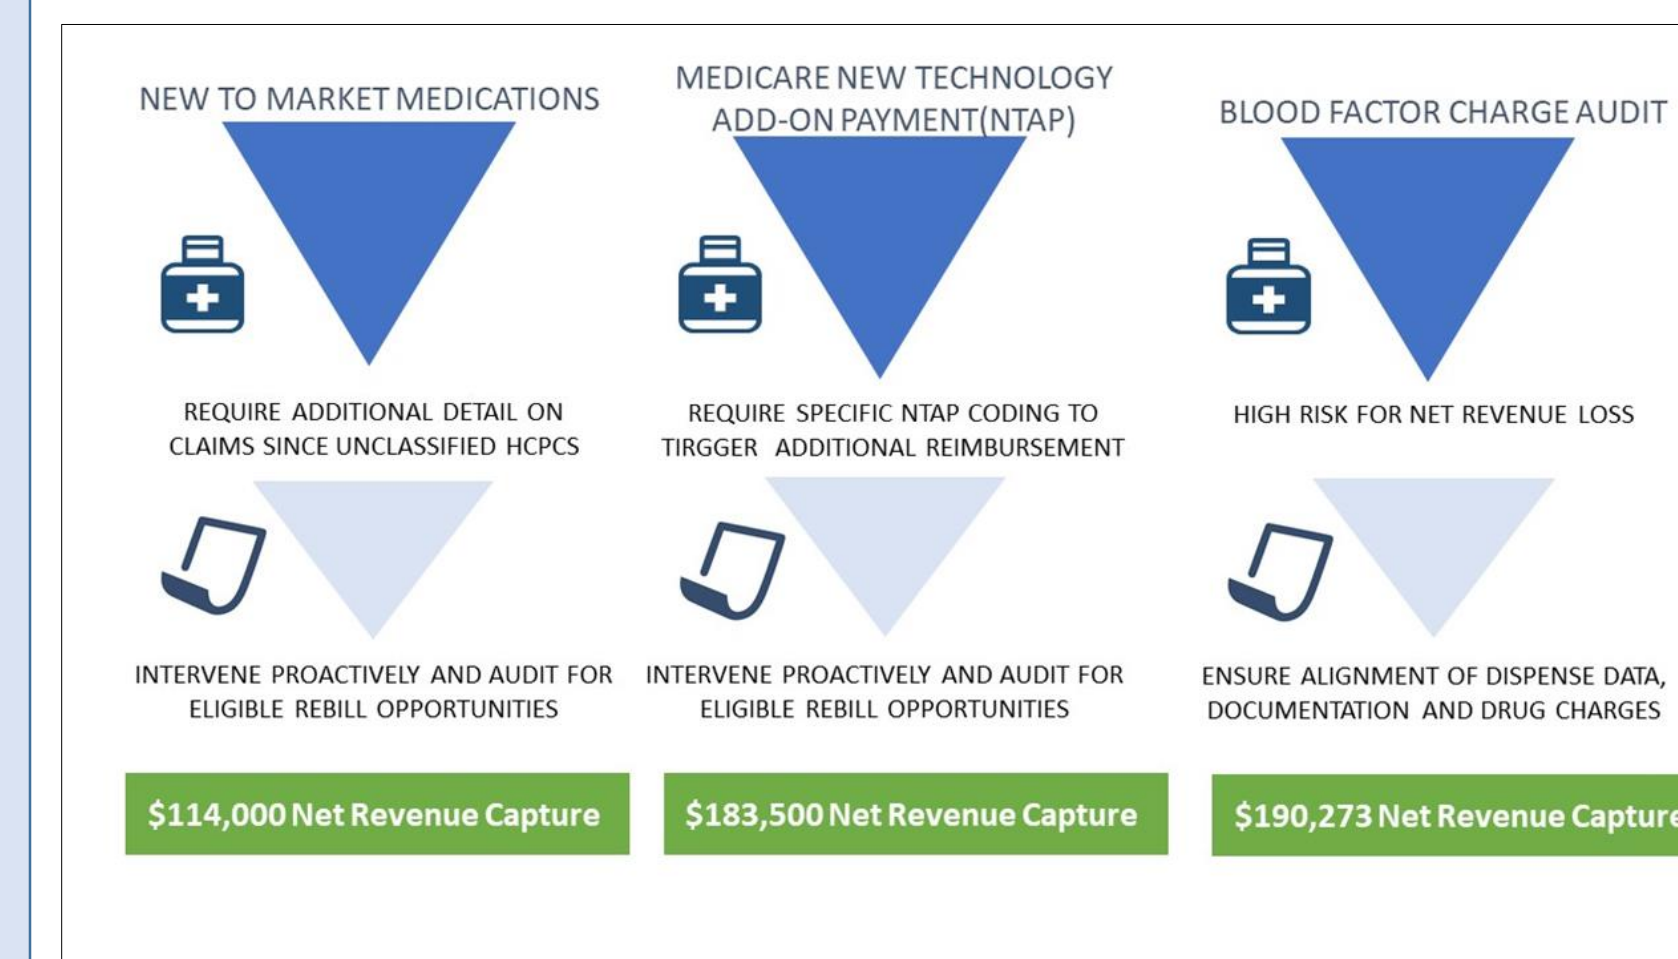 NEW TO MARKET MEDICATIONS
REQUIRE ADDITIONAL DETAIL ON
CLAIMS SINCE UNCLASSIFIED HCPCS
INTERVENE PROACTIVELY AND AUDIT FOR
ELIGIBLE REBILL OPPORTUNITIES
$114,000 Net Revenue Capture
MEDICARE NEW TECHNOLOGY
ADD-ON PAYMENT(NTAP)
REQUIRE SPECIFIC NTAP CODING TO
TIRGGER ADDITIONAL REIMBURSEMENT
INTERVENE PROACTIVELY AND AUDIT FOR
ELIGIBLE REBILL OPPORTUNITIES
$183,500 Net Revenue Capture
BLOOD FACTOR CHARGE AUDIT
HIGH RISK FOR NET REVENUE LOSS
ENSURE ALIGNMENT OF DISPENSE DATA,
DOCUMENTATION AND DRUG CHARGES
$190,273 Net Revenue Capture